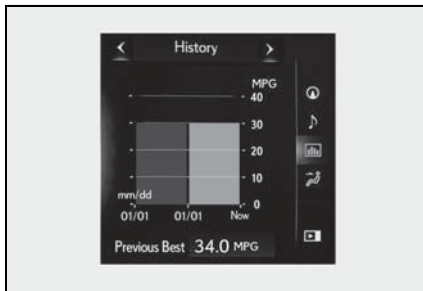 History
MPG
40
30
20
10
mm/dd
0
01/01 01/01 Now
Previous Best 34.0 MPG